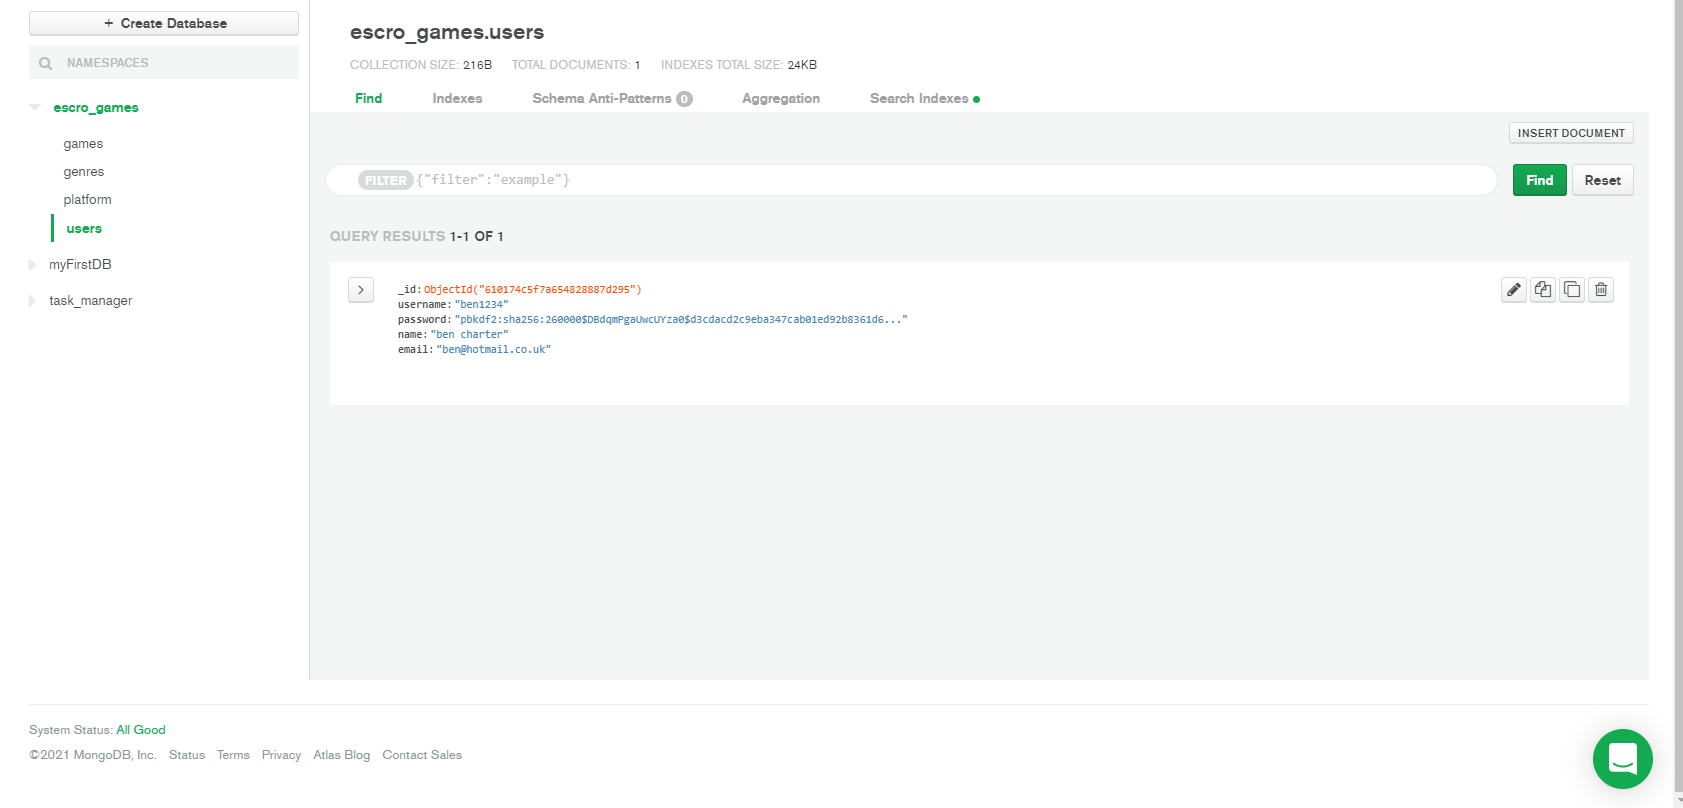 + Create Database
NAMESPACES
escro_games
games
genres
platform
users
myFirstDB
task_manager
escro_games.users
COLLECTION SIZE: 216B TOTAL DOCUMENTS: 1 INDEXES TOTAL SIZE: 24KB
Find Indexes Schema Anti-Patterns 0 Aggregation Search Indexes
INSERT DOCUMENT
FILTER {"filter":"example"} Find Reset
QUERY RESULTS 1-1 OF 1
_id:ObjectId("610174c5f7a654828887d295")
username:"ben1234"
password:"pbkdf2:sha256:260000$DBdqmPgaUwcUYza0$d3cdacd2c9eba347cab01ed92b8361d6..."
name:"ben charter"
email:"ben@hotmail.co.uk"
System Status: All Good
©2021 MongoDB, Inc. Status Terms Privacy Atlas Blog Contact Sales